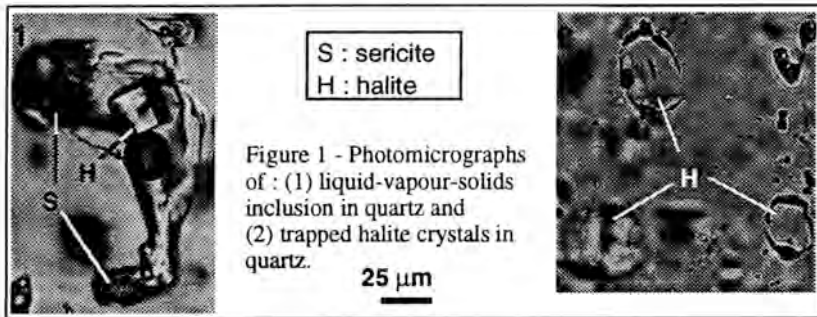 1
S : sericite
H : halite
H
S
Figure 1 - Photomicrographs
of : (1) liquid-vapour-solids
inclusion in quartz and
(2) trapped halite crystals in
quartz.
25 µm
H